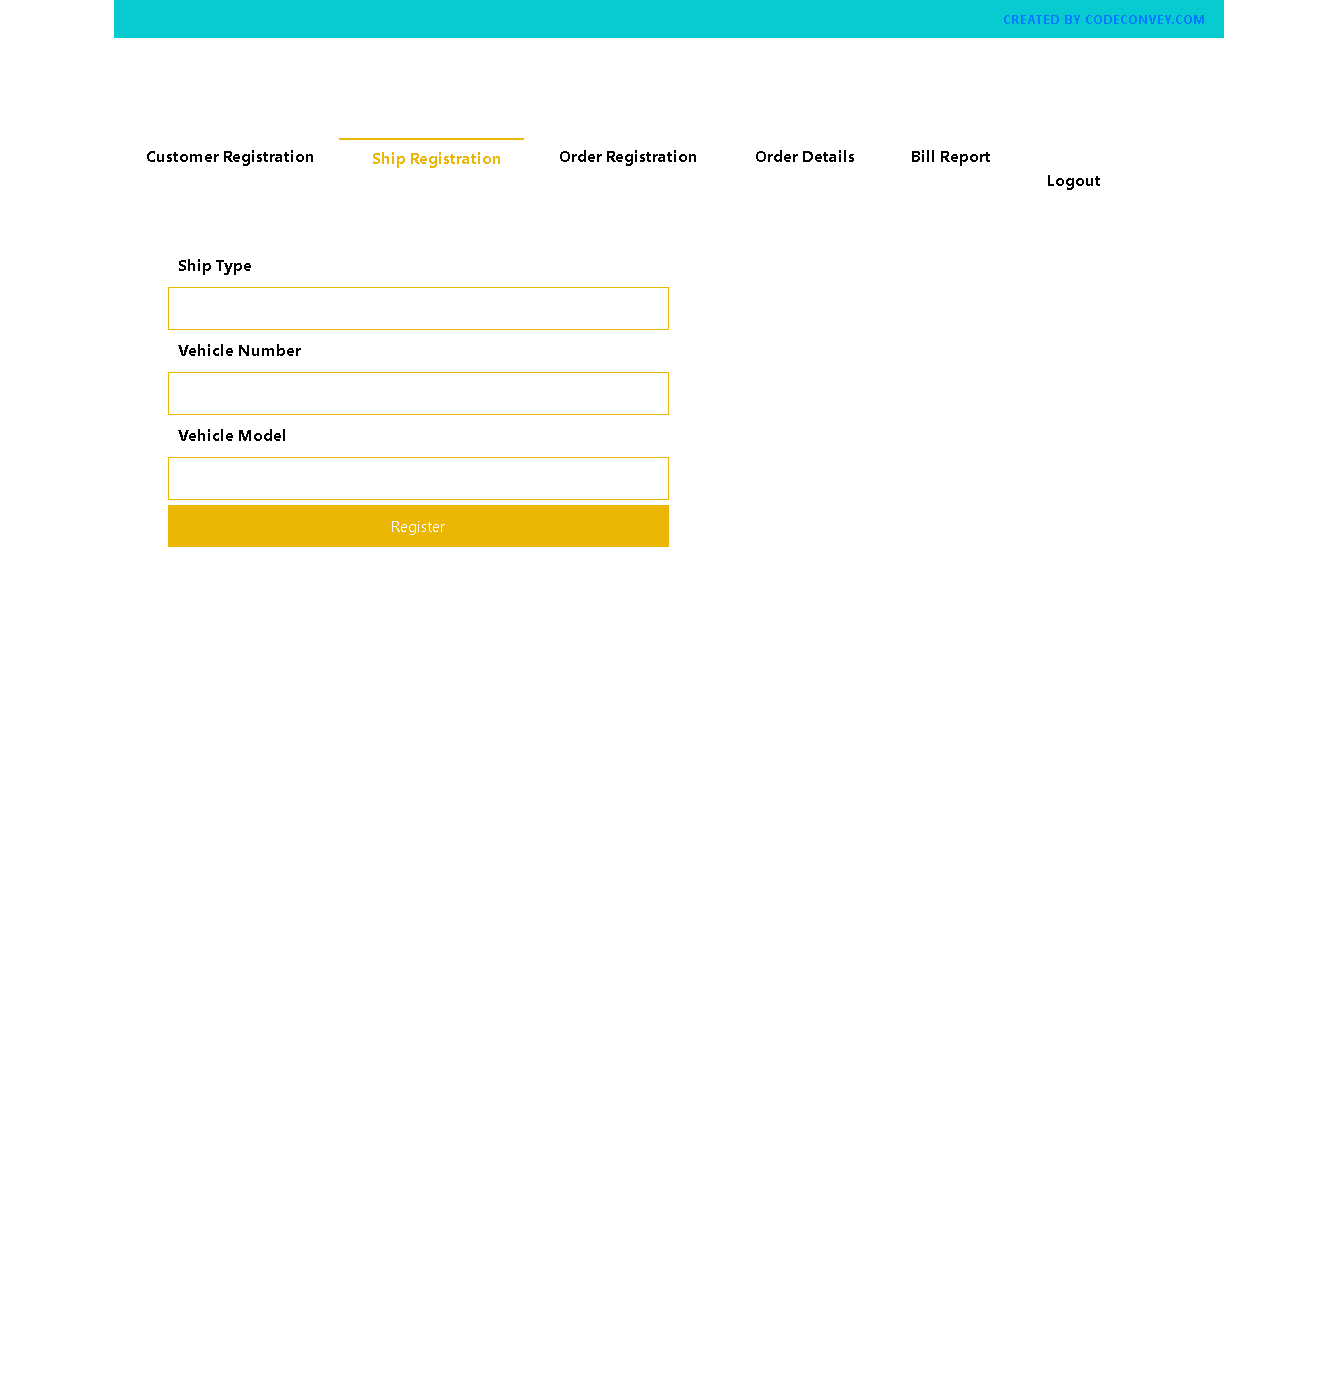 CREATED BY CODECONVEY.COM
Customer Registration
Ship Registration
Order Registration
Order Details
Bill Report
Logout
Ship Type
Vehicle Number
Vehicle Model
Register